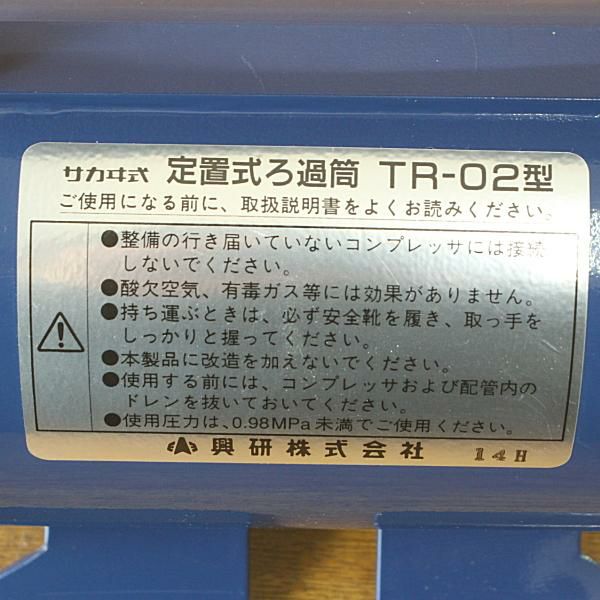 サカヰ式 定置式ろ過筒 TR-02型
ご使用になる前に、取扱説明書をよくお読みください。
●整備の行き届いていないコンプレッサには接続
しないでください。
●酸欠空気、有毒ガス等には効果がありません。
●持ち運ぶときは、必ず安全靴を履き、取っ手を
しっかりと握ってください。
●本製品に改造を加えないでください。
●使用する前には、コンプレッサおよび配管内の
ドレンを抜いておいてください。
●使用圧力は、0.98MPa未満でご使用ください。
興研株式会社 14H